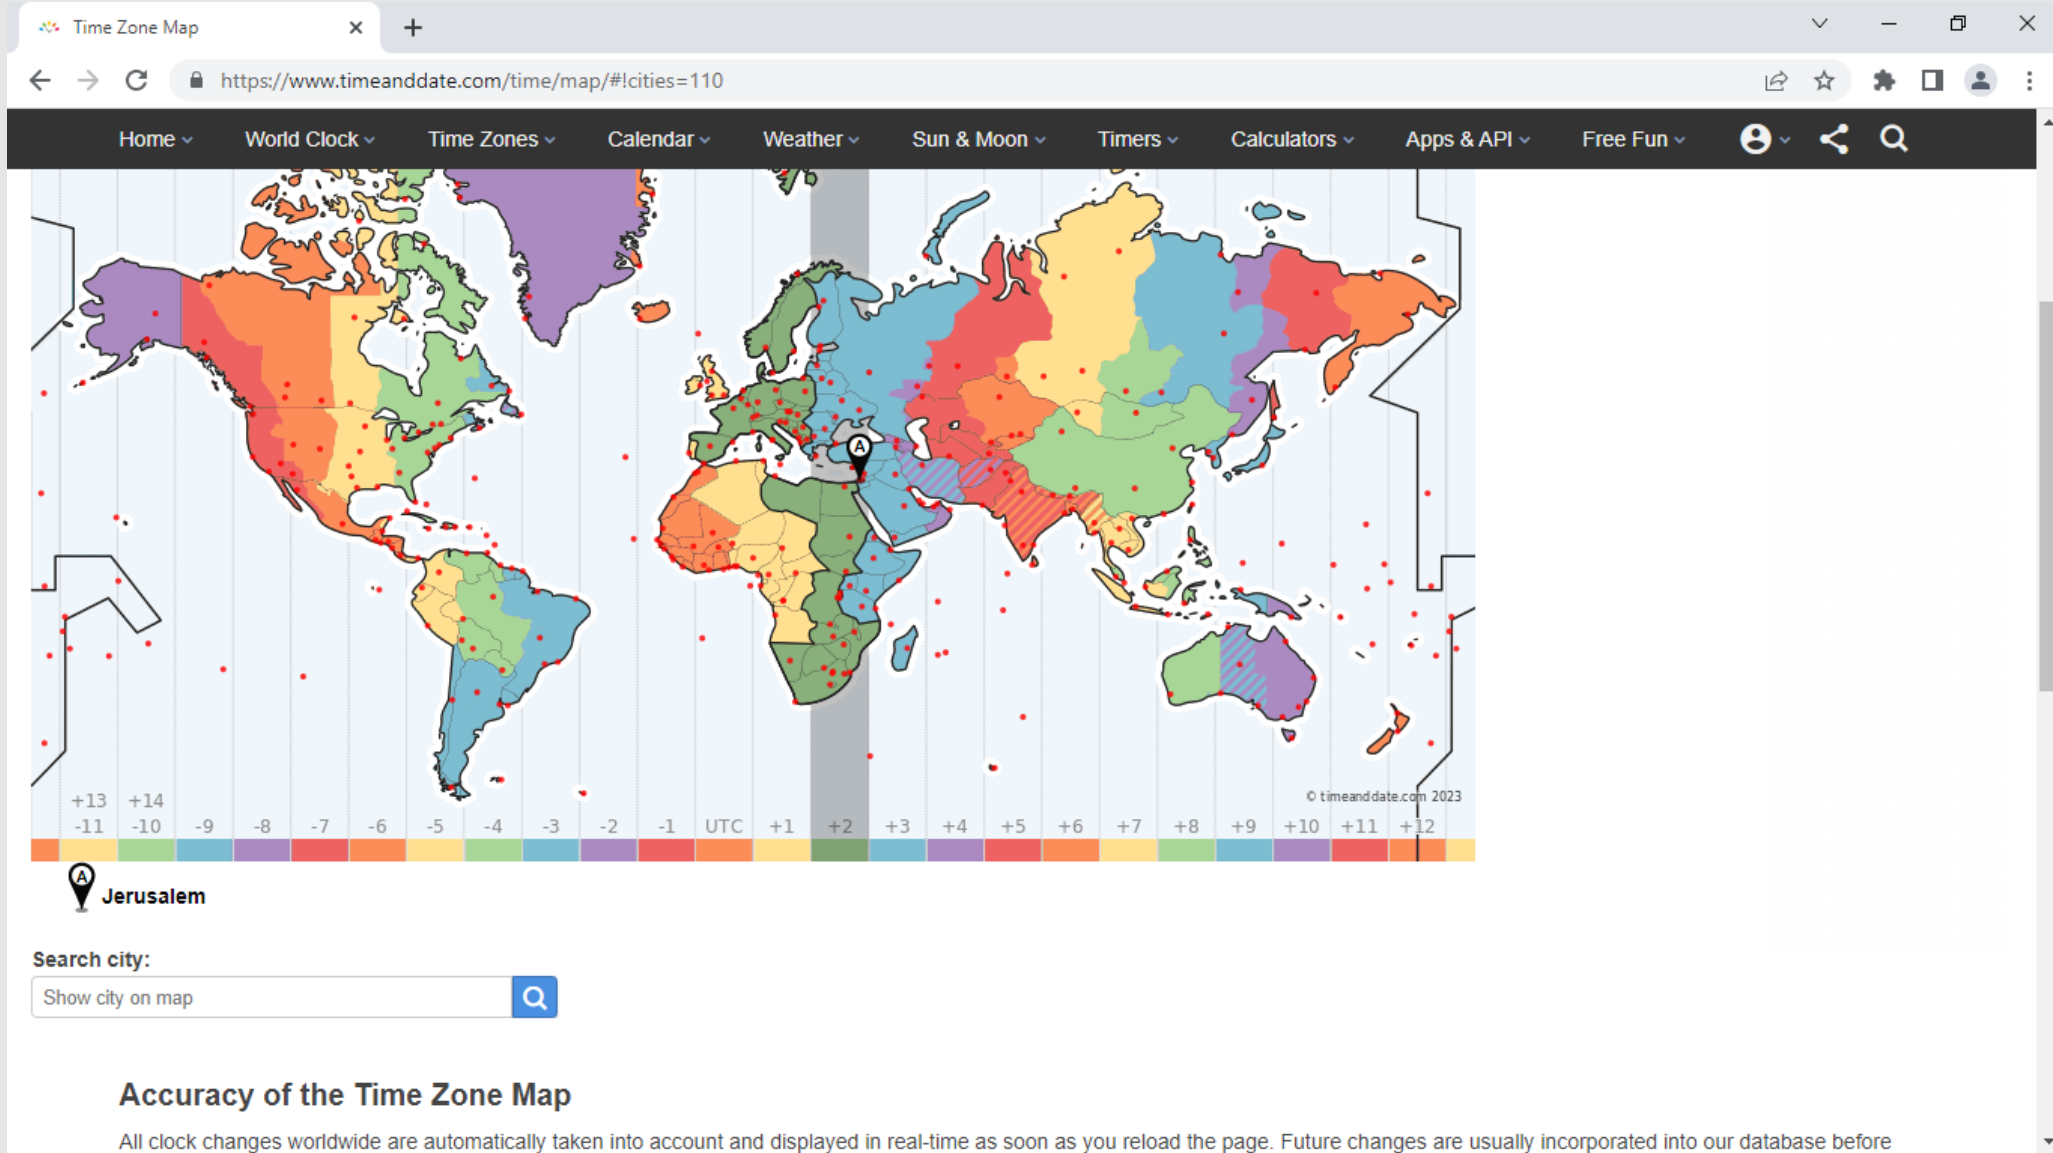 Time Zone Map
https://www.timeanddate.com/time/map/#!cities=110
Home World Clock Time Zones Calendar Weather Sun & Moon Timers Calculators Apps & API Free Fun
A
© timeanddate.com 2023
+13 +14
-11 -10 -9 -8 -7 -6 -5 -4 -3 -2 -1 UTC +1 +2 +3 +4 +5 +6 +7 +8 +9 +10 +11 +12
A Jerusalem
Search city:
Show city on map
Accuracy of the Time Zone Map
All clock changes worldwide are automatically taken into account and displayed in real-time as soon as you reload the page. Future changes are usually incorporated into our database before